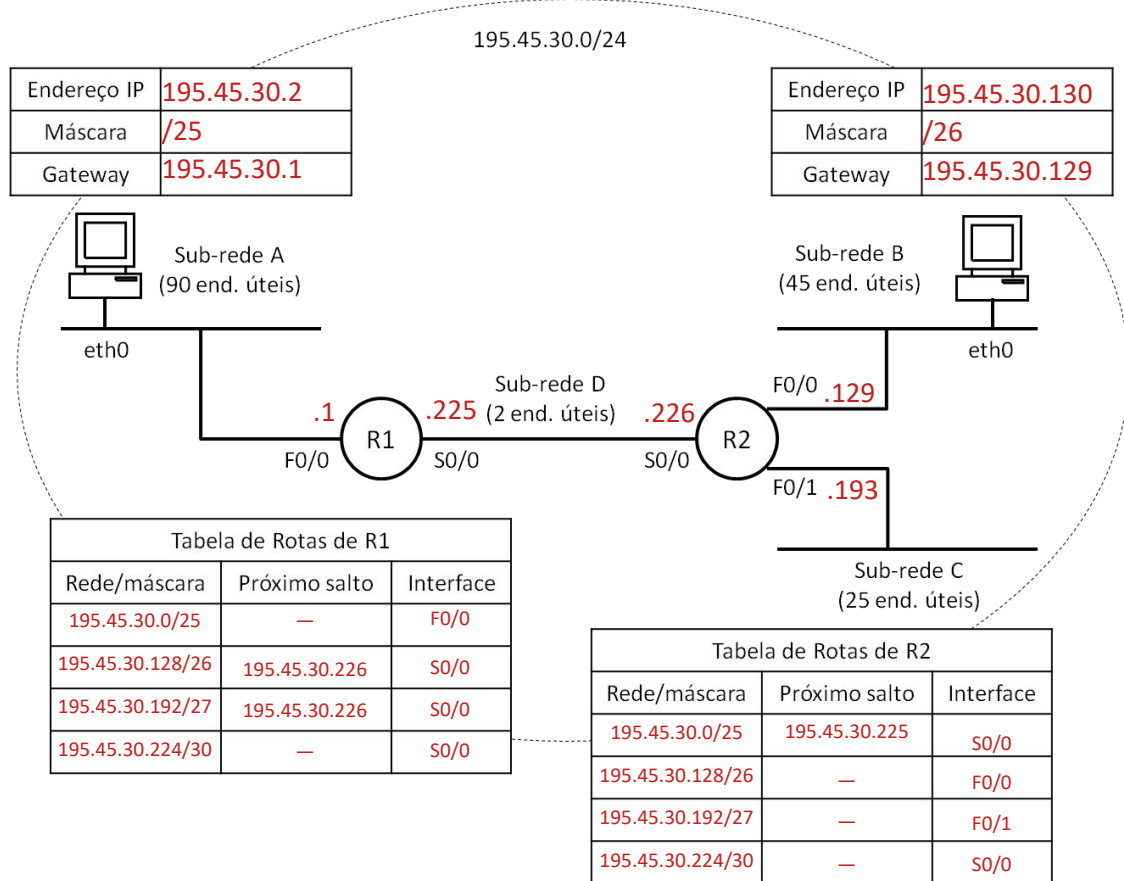 195.45.30.0/24
Endereço IP 195.45.30.2
Máscara /25
Gateway 195.45.30.1
Endereço IP 195.45.30.130
Máscara /26
Gateway 195.45.30.129
Sub-rede A
(90 end. úteis)
eth0
Sub-rede B
(45 end. úteis)
eth0
Sub-rede D
(2 end. úteis)
.1
R1
.225
F0/0
S0/0
.226
R2
S0/0
F0/0 .129
F0/1 .193
Sub-rede C
(25 end. úteis)
Tabela de Rotas de R1
Rede/máscara Próximo salto Interface
195.45.30.0/25 — F0/0
195.45.30.128/26 195.45.30.226 S0/0
195.45.30.192/27 195.45.30.226 S0/0
195.45.30.224/30 — S0/0
Tabela de Rotas de R2
Rede/máscara Próximo salto Interface
195.45.30.0/25 195.45.30.225 S0/0
195.45.30.128/26 — F0/0
195.45.30.192/27 — F0/1
195.45.30.224/30 — S0/0